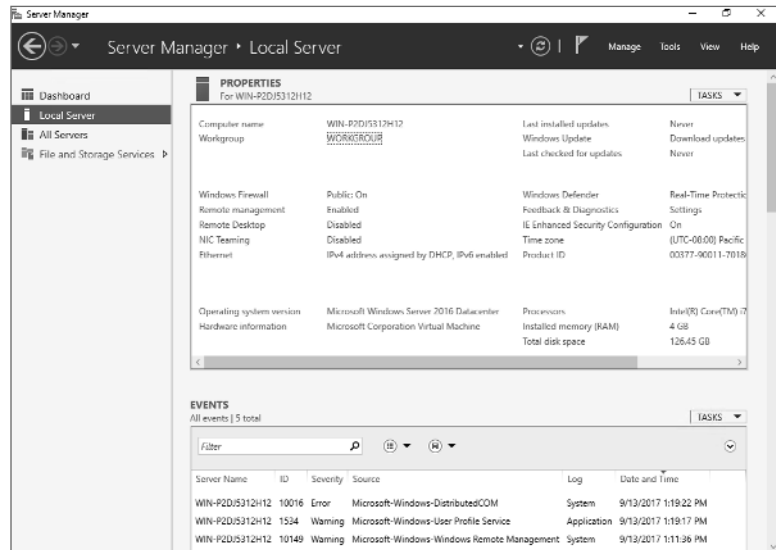 Server Manager
Server Manager • Local Server
Manage Tools View Help
Dashboard
Local Server
All Servers
File and Storage Services
PROPERTIES
For WIN-P2DJ5312H12
TASKS
Computer name WIN-P2DJ5312H12 Last installed updates Never
Workgroup WORKGROUP Windows Update Download updates
Last checked for updates Never
Windows Firewall Public: On Windows Defender Real-Time Protectic
Remote management Enabled Feedback & Diagnostics Settings
Remote Desktop Disabled IE Enhanced Security Configuration On
NIC Teaming Disabled Time zone (UTC-08:00) Pacific
Ethernet IPv4 address assigned by DHCP, IPv6 enabled Product ID 00377-90011-7018
Operating system version Microsoft Windows Server 2016 Datacenter Processors Intel(R) Core(TM) i7
Hardware information Microsoft Corporation Virtual Machine Installed memory (RAM) 4 GB
Total disk space 126.45 GB
EVENTS
All events | 5 total
TASKS
Filter
Server Name ID Severity Source Log Date and Time
WIN-P2DJ5312H12 10016 Error Microsoft-Windows-DistributedCOM System 9/13/2017 1:19:22 PM
WIN-P2DJ5312H12 1534 Warning Microsoft-Windows-User Profile Service Application 9/13/2017 1:19:17 PM
WIN-P2DJ5312H12 10149 Warning Microsoft-Windows-Windows Remote Management System 9/13/2017 1:11:36 PM